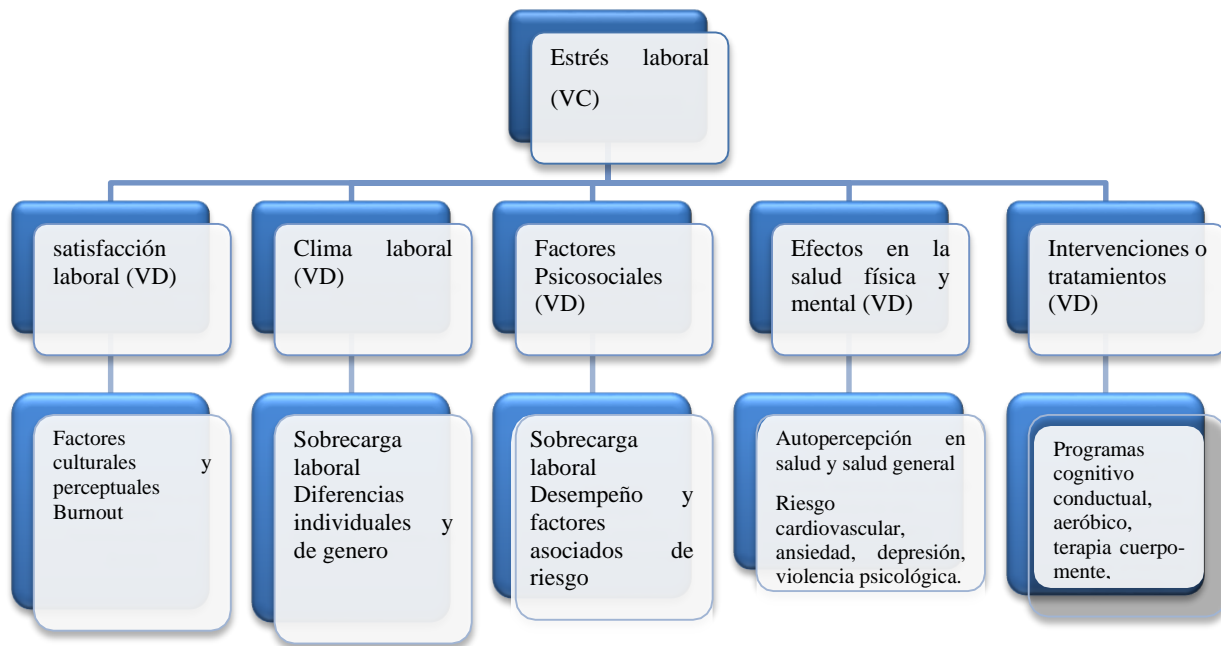 Estrés laboral
(VC)
satisfacción
laboral (VD)
Clima laboral
(VD)
Factores
Psicosociales
(VD)
Efectos en la
salud física y
mental (VD)
Intervenciones o
tratamientos
(VD)
Factores
culturales y
perceptuales
Burnout
Sobrecarga
laboral
Diferencias
individuales y
de genero
Sobrecarga
laboral
Desempeño y
factores
asociados de
riesgo
Autopercepción en
salud y salud general
Riesgo
cardiovascular,
ansiedad, depresión,
violencia psicológica.
Programas
cognitivo
conductual,
aeróbico,
terapia cuerpo-
mente,